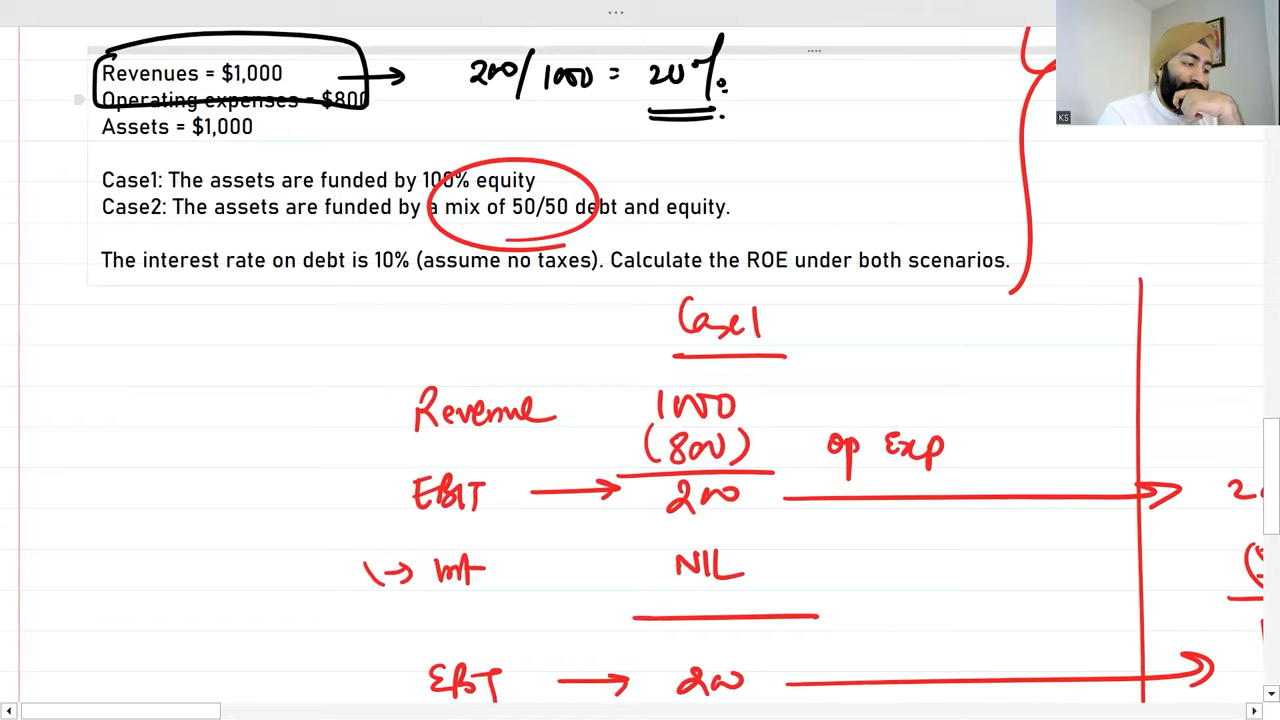 Revenues = $1,000 → 200/1000 = 20%.
Operating expenses = $800
Assets = $1,000
Case1: The assets are funded by 100% equity
Case2: The assets are funded by a mix of 50/50 debt and equity.
The interest rate on debt is 10% (assume no taxes). Calculate the ROE under both scenarios.
Case 1
Revenue 1000
(800) Op Exp
EBIT → 200
→ Int NIL
EBT → 200
KS